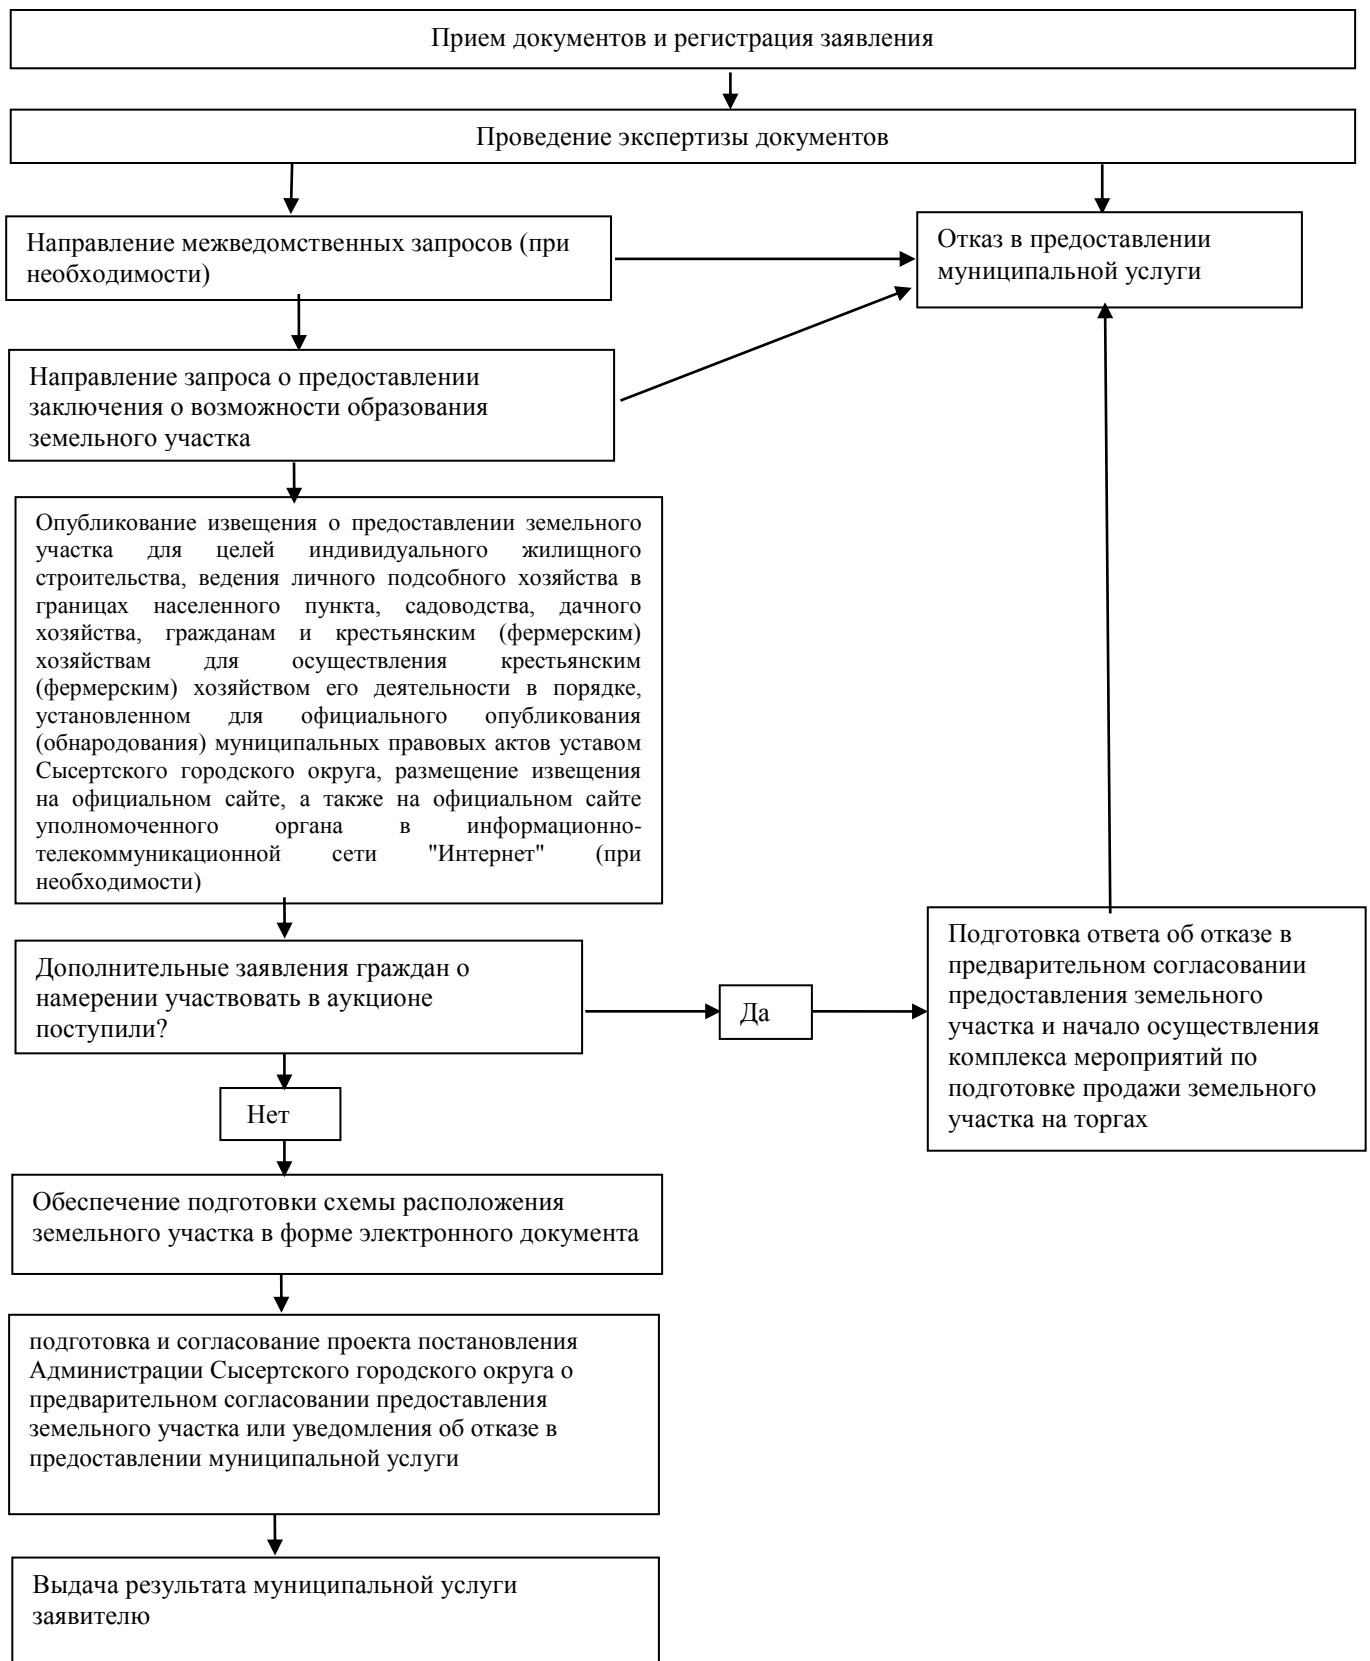 Прием документов и регистрация заявления
Проведение экспертизы документов
Направление межведомственных запросов (при
необходимости)
Отказ в предоставлении
муниципальной услуги
Направление запроса о предоставлении
заключения о возможности образования
земельного участка
Опубликование извещения о предоставлении земельного
участка для целей индивидуального жилищного
строительства, ведения личного подсобного хозяйства в
границах населенного пункта, садоводства, дачного
хозяйства, гражданам и крестьянским (фермерским)
хозяйствам для осуществления крестьянским
(фермерским) хозяйством его деятельности в порядке,
установленном для официального опубликования
(обнародования) муниципальных правовых актов уставом
Сысертского городского округа, размещение извещения
на официальном сайте, а также на официальном сайте
уполномоченного органа в информационно-
телекоммуникационной сети "Интернет" (при
необходимости)
Дополнительные заявления граждан о
намерении участвовать в аукционе
поступили?
Да
Подготовка ответа об отказе в
предварительном согласовании
предоставления земельного
участка и начало осуществления
комплекса мероприятий по
подготовке продажи земельного
участка на торгах
Нет
Обеспечение подготовки схемы расположения
земельного участка в форме электронного документа
подготовка и согласование проекта постановления
Администрации Сысертского городского округа о
предварительном согласовании предоставления
земельного участка или уведомления об отказе в
предоставлении муниципальной услуги
Выдача результата муниципальной услуги
заявителю